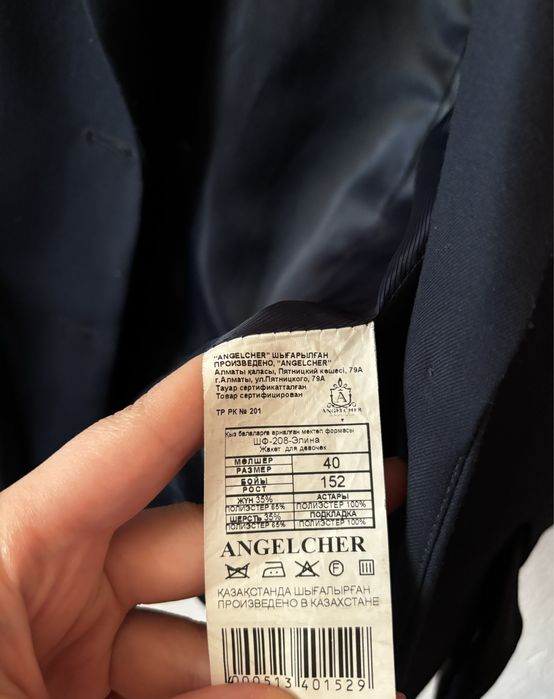 "ANGELCHER" ШЫҒАРЫЛҒАН
ПРОИЗВЕДЕНО, "ANGELCHER"
Алматы қаласы, Пятницкий көшесі, 79А
г.Алматы, ул.Пятницкого, 79А
Тауар сертификатталған
Товар сертифицирован
ТР РК № 201
ANGELCHER
Қыз балаларға арналған мектеп формасы
ШФ-208-Элина
Жакет для девочек
МӨЛШЕР
РАЗМЕР
40
БОЙЫ
РОСТ
152
ЖҮН 35%
ПОЛИЭСТЕР 65%
АСТАРЫ
ПОЛИЭСТЕР 100%
ШЕРСТЬ 35%
ПОЛИЭСТЕР 65%
ПОДКЛАДКА
ПОЛИЭСТЕР 100%
ANGELCHER
F
ҚАЗАҚСТАНДА ШЫҒАЛЫРҒАН
ПРОИЗВЕДЕНО В КАЗАХСТАНЕ
000513 401529